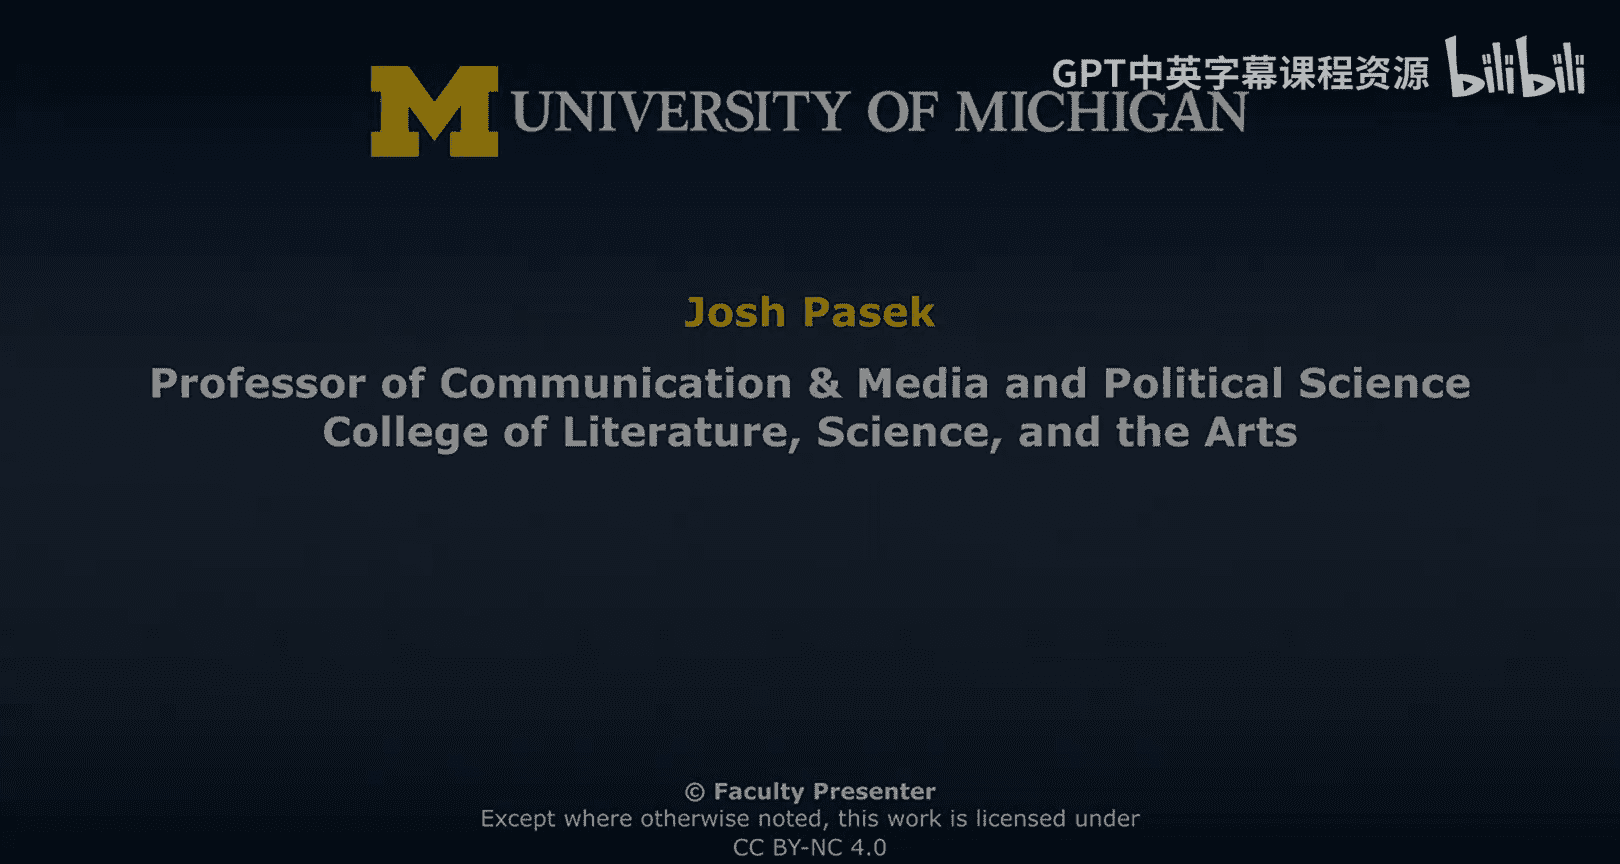 GPT中英字幕课程资源 bilibili
M UNIVERSITY OF MICHIGAN
Josh Pasek
Professor of Communication & Media and Political Science
College of Literature, Science, and the Arts
© Faculty Presenter
Except where otherwise noted, this work is licensed under
CC BY-NC 4.0